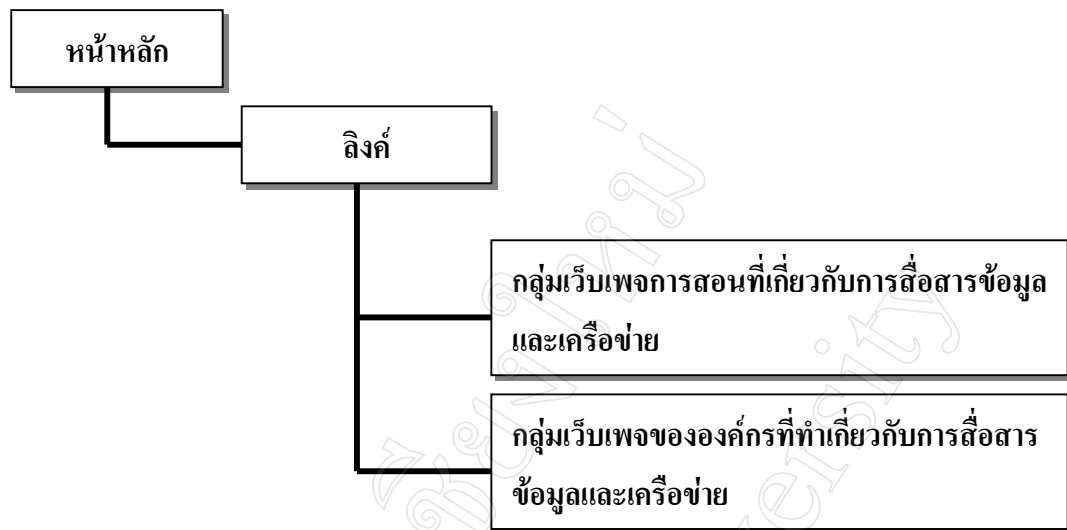 หน้าหลัก
ลิงค์
กลุ่มเว็บเพจการสอนที่เกี่ยวกับการสื่อสารข้อมูล
และเครือข่าย
กลุ่มเว็บเพจขององค์กรที่ทำเกี่ยวกับการสื่อสาร
ข้อมูลและเครือข่าย